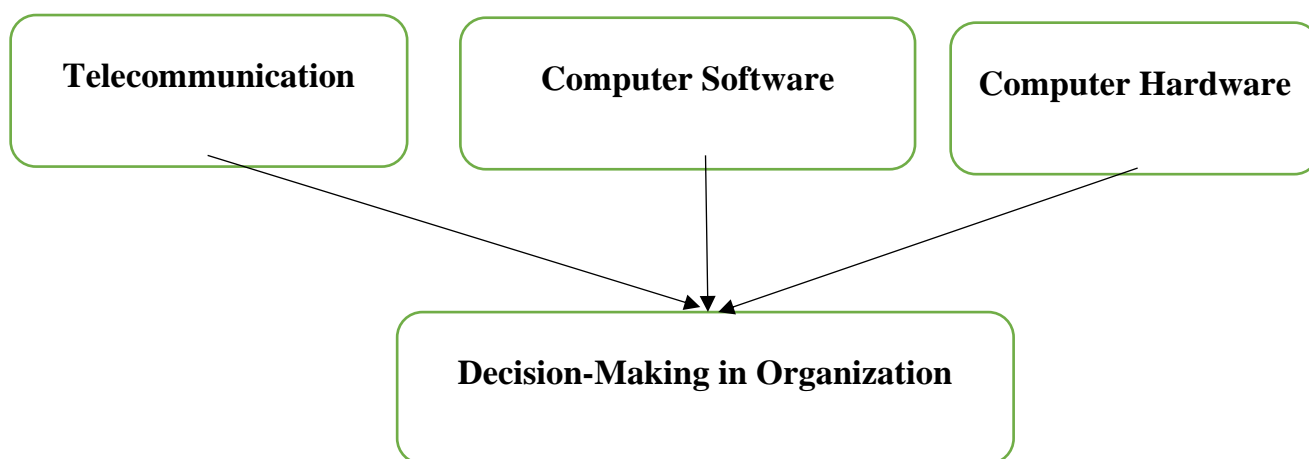 Telecommunication
Computer Software
Computer Hardware
Decision-Making in Organization